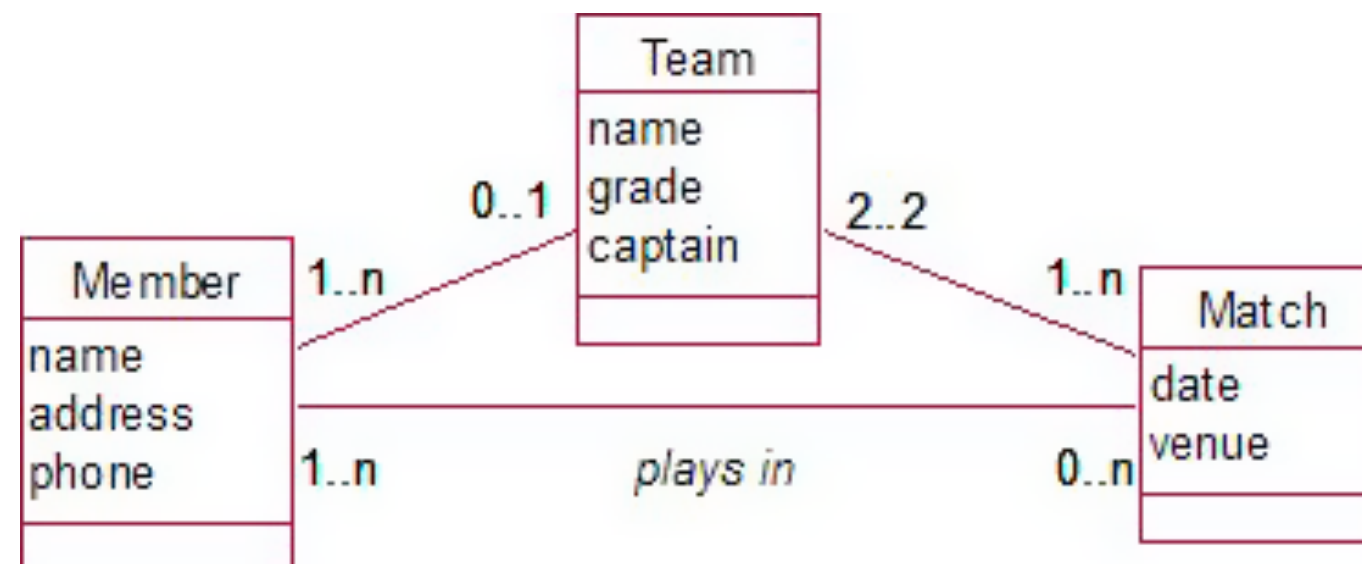 Team
name
grade
captain
0..1
2..2
Member
name
address
phone
1..n
1..n
Match
date
venue
1..n
plays in
0..n